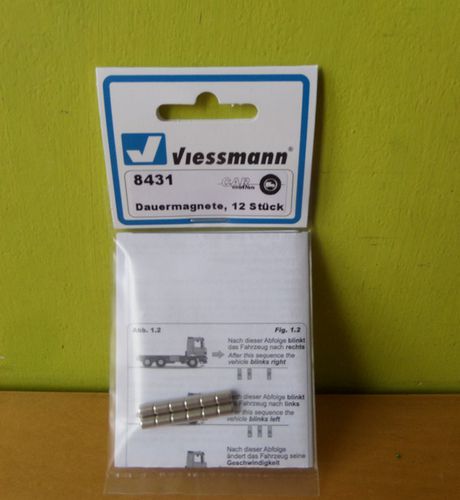 Viessmann®
8431
CAR motion
Dauermagnete, 12 Stück
Abb. 1.2
Fig. 1.2
Nach dieser Abfolge blinkt
das Fahrzeug nach rechts
After this sequence the
vehicle blinks right
Nach dieser Abfolge blinkt
das Fahrzeug nach links
After this sequence the
vehicle blinks left
Nach dieser Abfolge
ändert das Fahrzeug seine
Geschwindigkeit